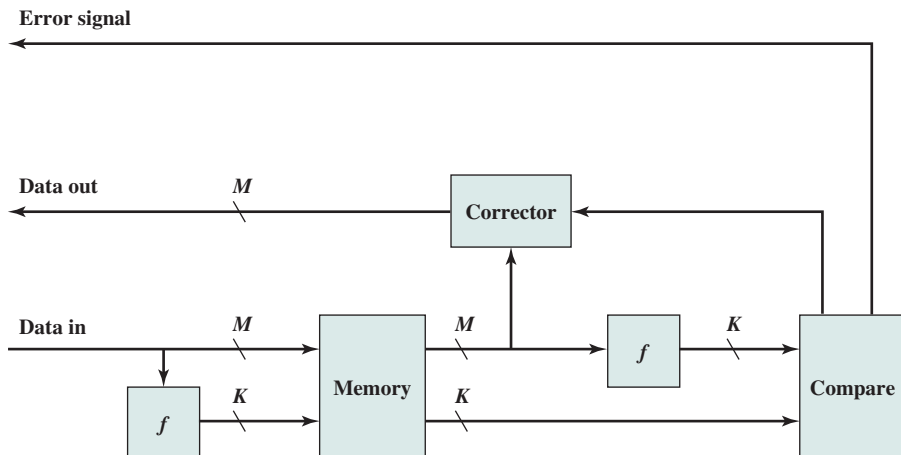 Error signal
Data out
M
Corrector
Data in
M
M
K
f
Memory
Compare
K
K
f